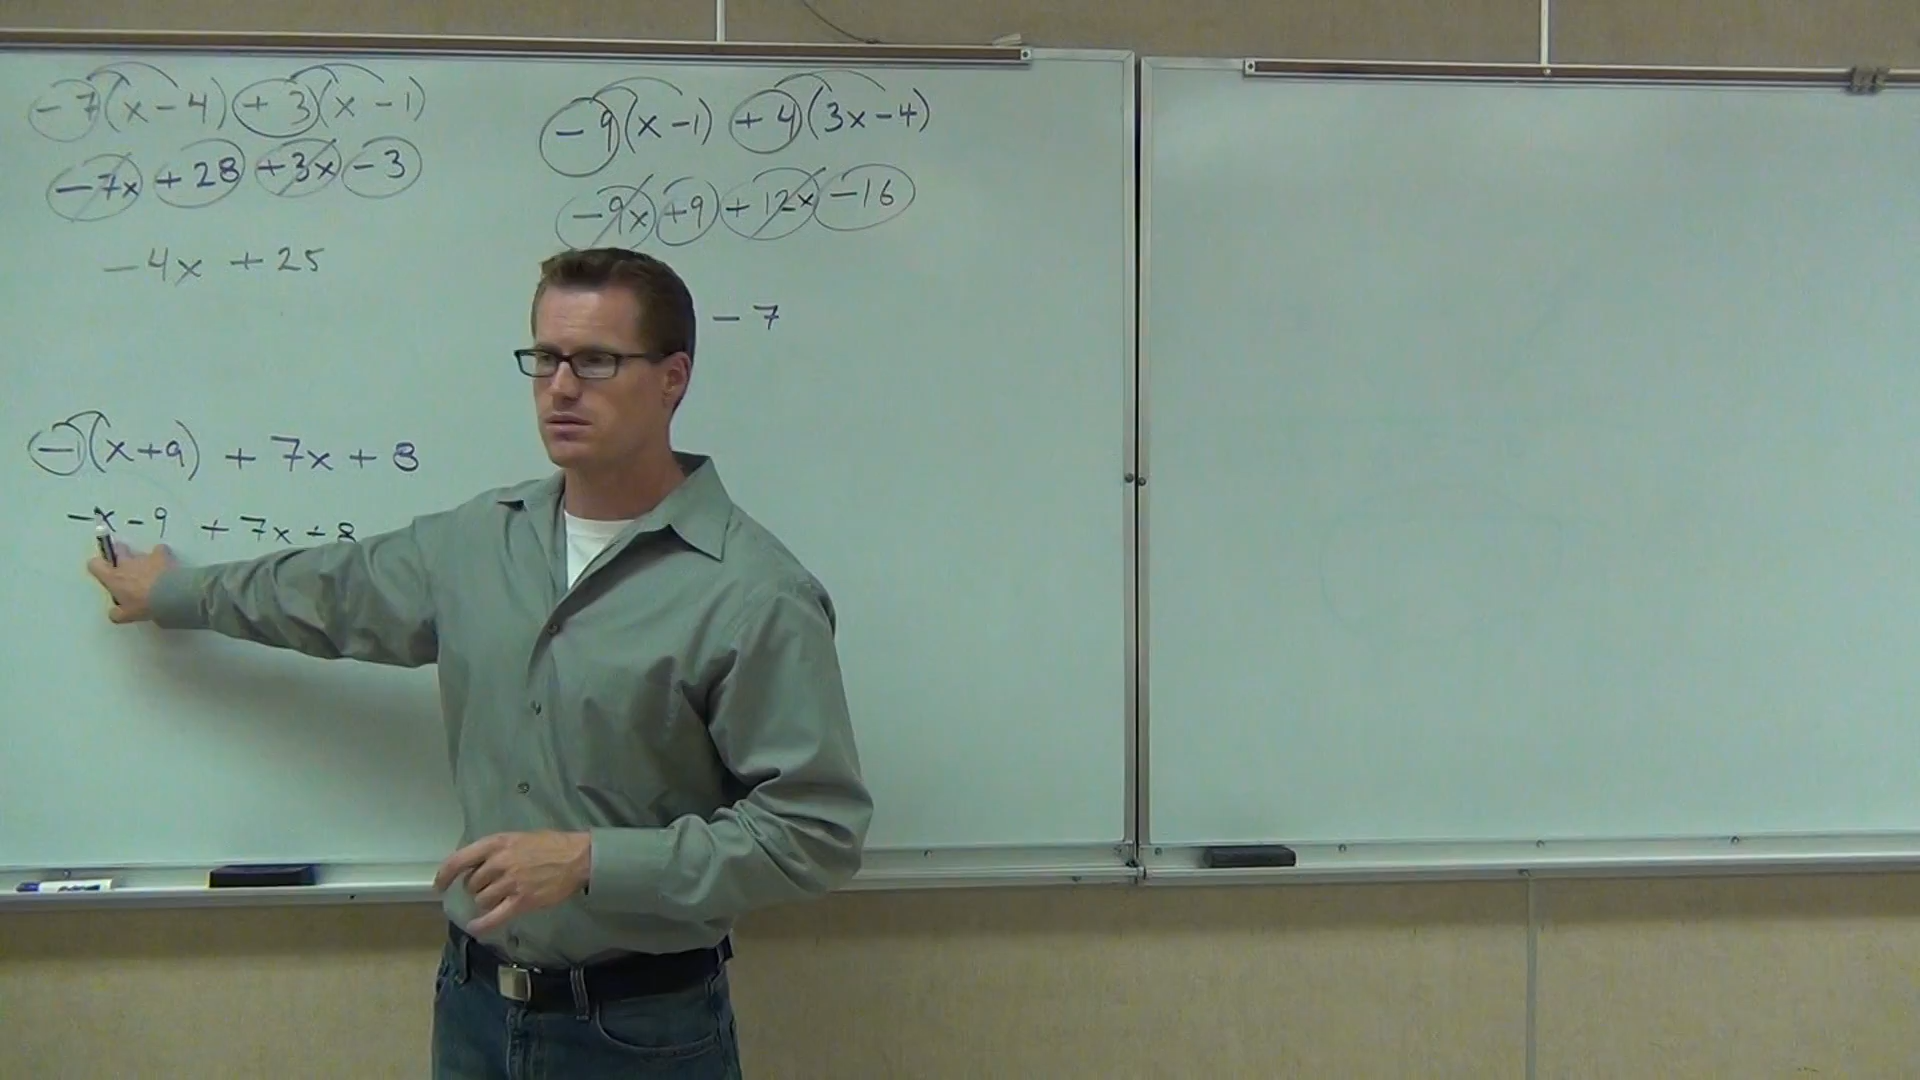 -7(x-4) +3(x-1)
-7x +28 +3x -3
-4x +25
-1(x+9) + 7x + 8
-x-9 + 7x + 8
-9(x-1) +4(3x-4)
-9x +9 +12x -16
-7